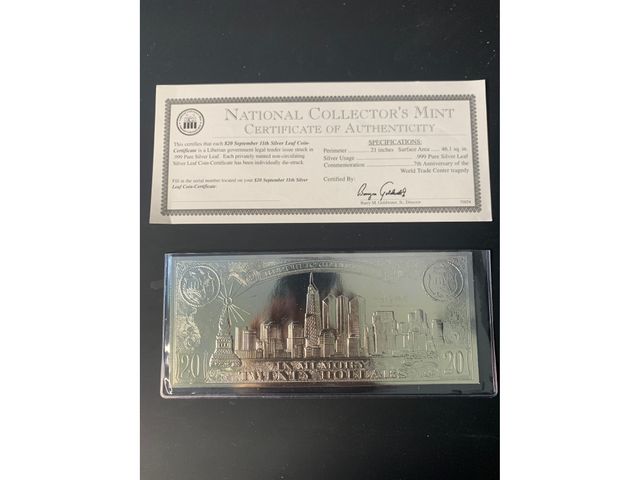 NATIONAL COLLECTOR'S MINT
CERTIFICATE OF AUTHENTICITY
This certifies that each $20 September 11th Silver Leaf Coin-
Certificate is a Liberian government legal tender issue struck in
.999 Pure Silver Leaf. Each privately minted non-circulating
Silver Leaf Coin-Certificate has been individually die-struck.
Fill in the serial number located on your $20 September 11th Silver
Leaf Coin-Certificate:
SPECIFICATIONS:
Perimeter 21 inches Surface Area 46.1 sq. in.
Silver Usage .999 Pure Silver Leaf
Commemoration 7th Anniversary of the
World Trade Center tragedy
Certified By:
Director
20
IN MEMORY
20
TWENTY DOLLARS